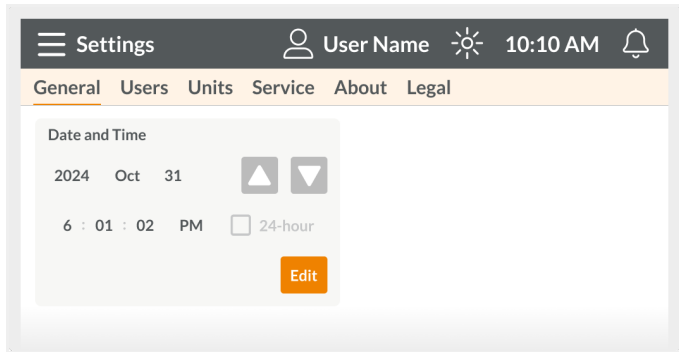 Settings User Name 10:10 AM
General Users Units Service About Legal
Date and Time
2024 Oct 31
6 : 01 : 02 PM 24-hour
Edit